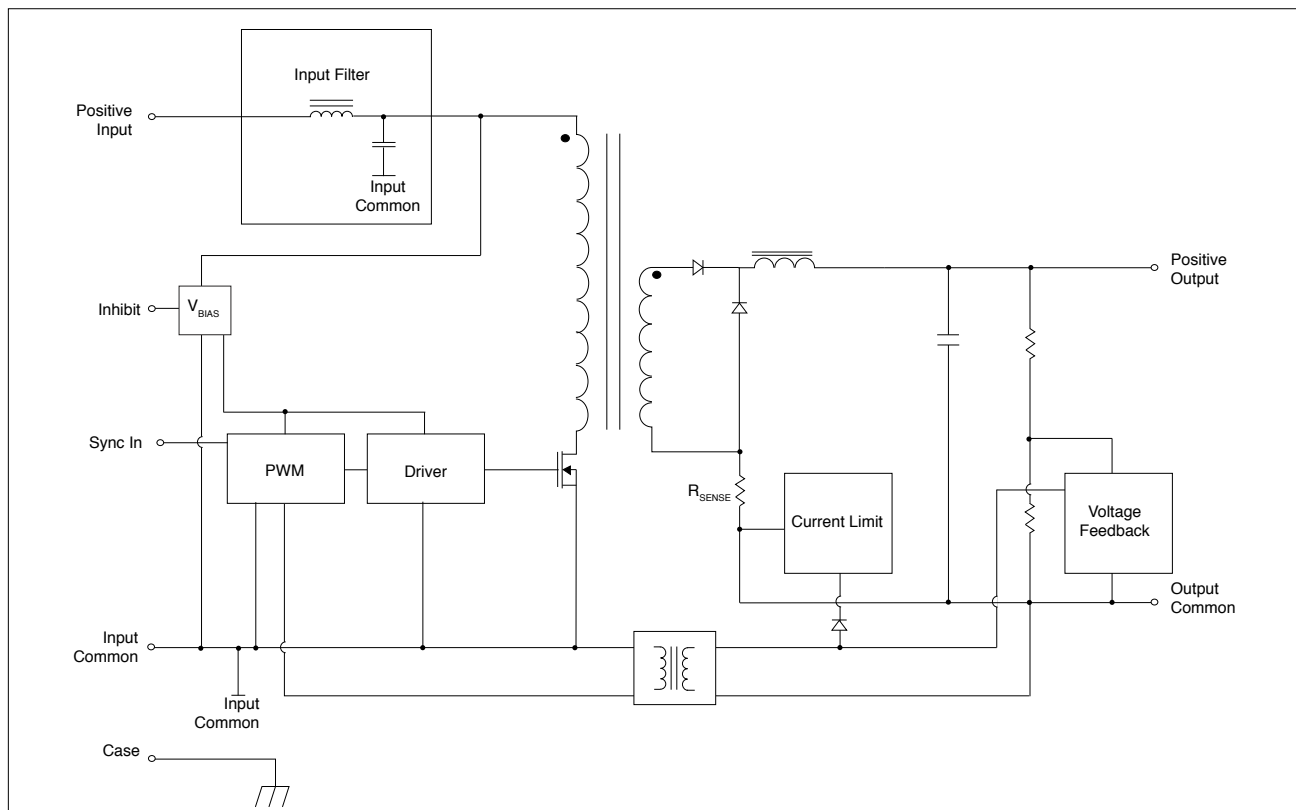 Input Filter
Positive
Input
Input
Common
Positive
Output
Inhibit
VBIAS
Sync In
PWM
Driver
RSENSE
Current Limit
Voltage
Feedback
Output
Common
Input
Common
Input
Common
Case